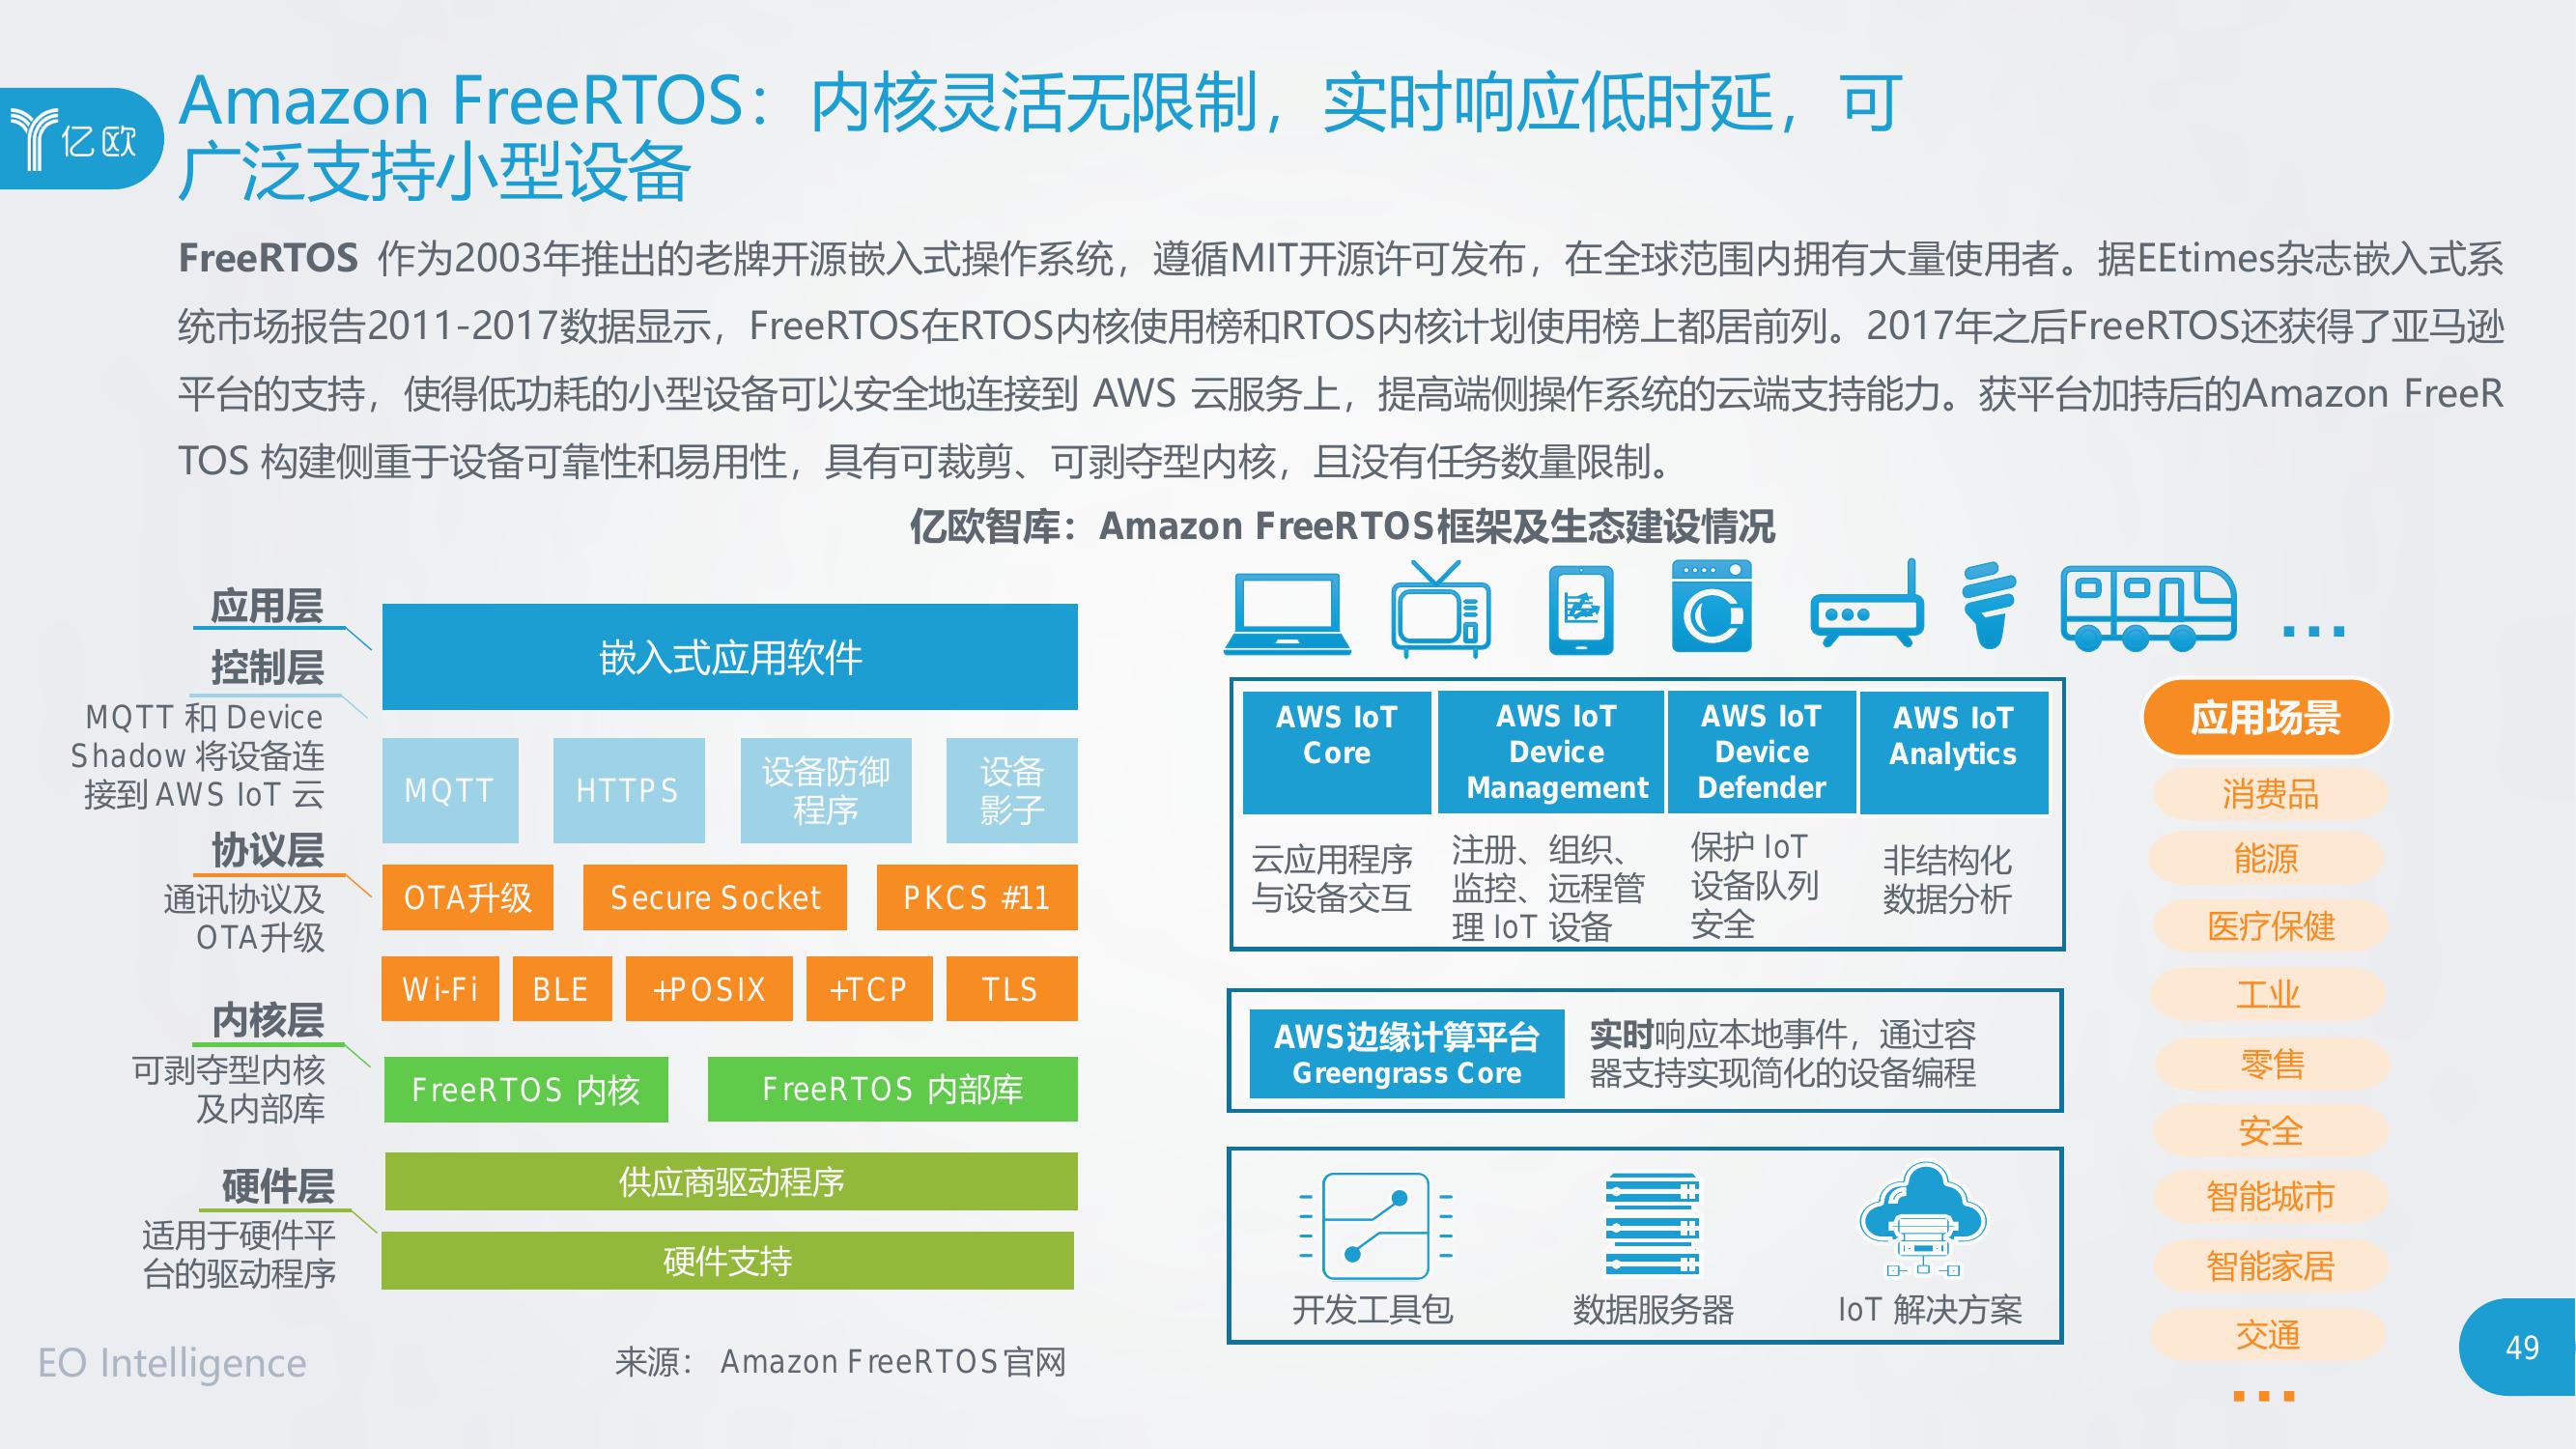 亿欧
Amazon FreeRTOS：内核灵活无限制，实时响应低时延，可
广泛支持小型设备
FreeRTOS 作为2003年推出的老牌开源嵌入式操作系统，遵循MIT开源许可发布，在全球范围内拥有大量使用者。据EEtimes杂志嵌入式系
统市场报告2011-2017数据显示，FreeRTOS在RTOS内核使用榜和RTOS内核计划使用榜上都居前列。2017年之后FreeRTOS还获得了亚马逊
平台的支持，使得低功耗的小型设备可以安全地连接到 AWS 云服务上，提高端侧操作系统的云端支持能力。获平台加持后的Amazon FreeR
TOS 构建侧重于设备可靠性和易用性，具有可裁剪、可剥夺型内核，且没有任务数量限制。
亿欧智库：Amazon FreeRTOS框架及生态建设情况
应用层
控制层
MQTT 和 Device
Shadow 将设备连
接到 AWS IoT 云
协议层
通讯协议及
OTA升级
内核层
可剥夺型内核
及内部库
硬件层
适用于硬件平
台的驱动程序
嵌入式应用软件
MQTT
HTTPS
设备防御
程序
设备
影子
OTA升级
Secure Socket
PKCS #11
Wi-Fi
BLE
+POSIX
+TCP
TLS
FreeRTOS 内核
FreeRTOS 内部库
供应商驱动程序
硬件支持
...
AWS IoT
Core
AWS IoT
Device
Management
AWS IoT
Device
Defender
AWS IoT
Analytics
云应用程序
与设备交互
注册、组织、
监控、远程管
理 IoT 设备
保护 IoT
设备队列
安全
非结构化
数据分析
AWS边缘计算平台
Greengrass Core
实时响应本地事件，通过容
器支持实现简化的设备编程
开发工具包
数据服务器
IoT 解决方案
应用场景
消费品
能源
医疗保健
工业
零售
安全
智能城市
智能家居
交通
...
EO Intelligence
来源： Amazon FreeRTOS官网
49